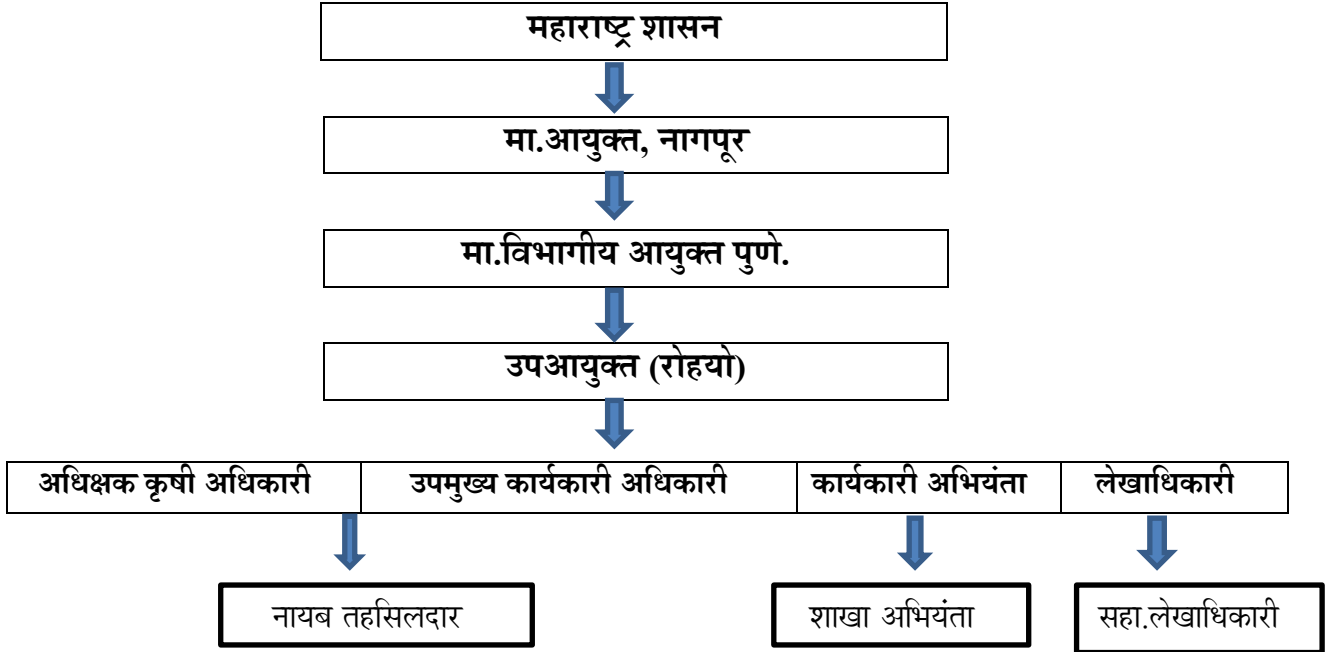 महाराष्ट्र शासन
मा.आयुक्त, नागपूर
मा.विभागीय आयुक्त पुणे.
उपआयुक्त (रोहयो)
अधिक्षक कृषी अधिकारी उपमुख्य कार्यकारी अधिकारी कार्यकारी अभियंता लेखाधिकारी
नायब तहसिलदार शाखा अभियंता सहा.लेखाधिकारी